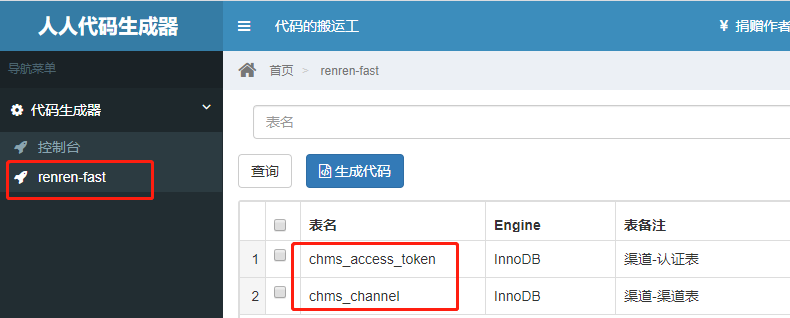 人人代码生成器
代码的搬运工
¥ 捐赠作者
导航菜单
首页 > renren-fast
代码生成器
控制台
renren-fast
表名
查询
生成代码
表名 Engine 表备注
1 chms_access_token InnoDB 渠道-认证表
2 chms_channel InnoDB 渠道-渠道表